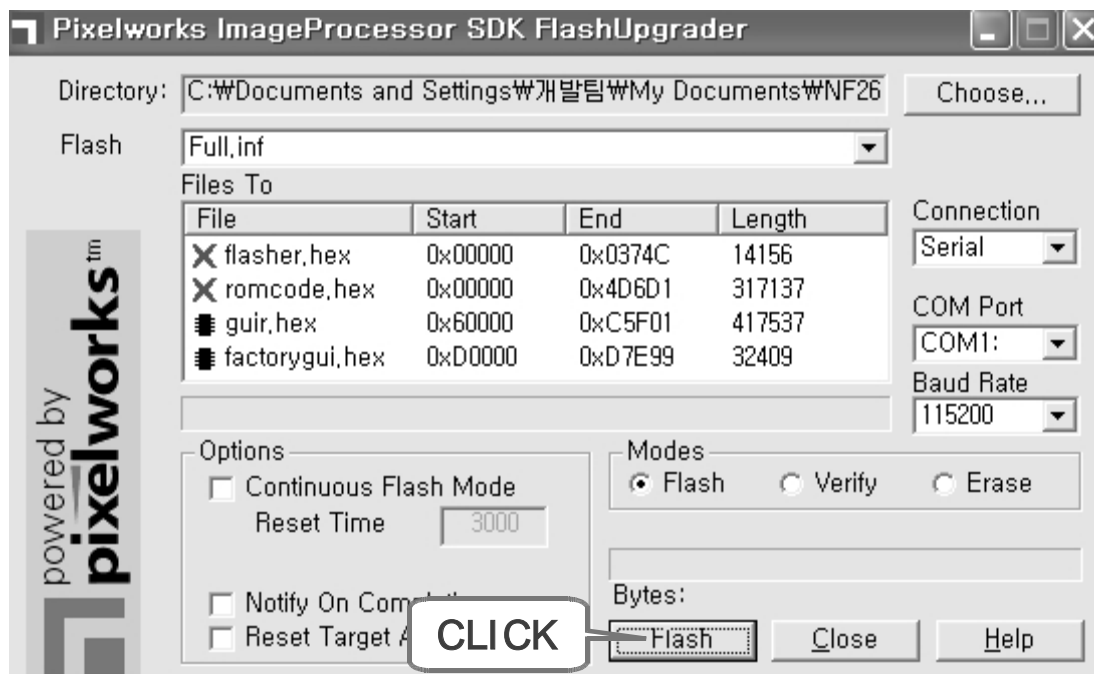 Pixelworks ImageProcessor SDK FlashUpgrader
Directory: C:₩Documents and Settings₩개발팀₩My Documents₩NF26 Choose...
Flash Full.inf
Files To
File Start End Length
flasher.hex 0x00000 0x0374C 14156
romcode.hex 0x00000 0x4D6D1 317137
guir.hex 0x60000 0xC5F01 417537
factorygui.hex 0xD0000 0xD7E99 32409
Connection
Serial
COM Port
COM1:
Baud Rate
115200
powered by
pixelworks tm
Options
Continuous Flash Mode
Reset Time 3000
Notify On
Reset Target
Modes
Flash Verify Erase
Bytes:
CLICK
Flash Close Help